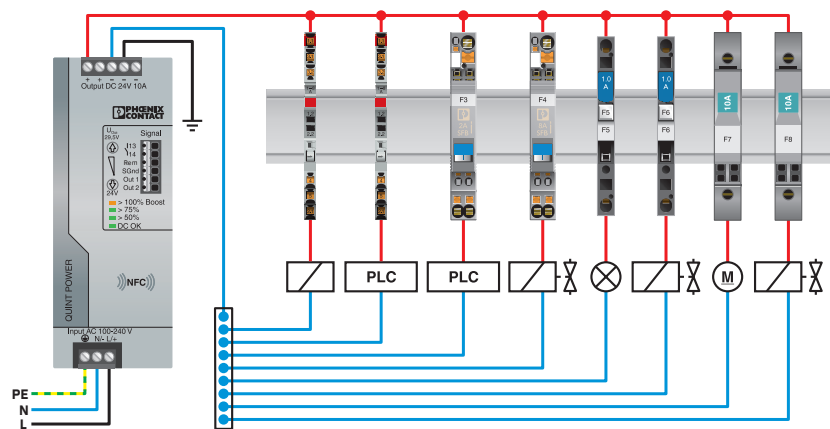 + + − − −
Output DC 24V 10A
PHŒNIX
CONTACT
UOut
29,5V
Signal
13
14
Rem
SGnd
Out 1
Out 2
24V
> 100% Boost
> 75%
> 50%
DC OK
QUINT POWER
NFC
Input AC 100-240 V
N/- L/+
PE
N
L
F3
F4
1.0
A
F5
F5
1.0
A
F6
F6
10A
F7
10A
F8
PLC
PLC
M